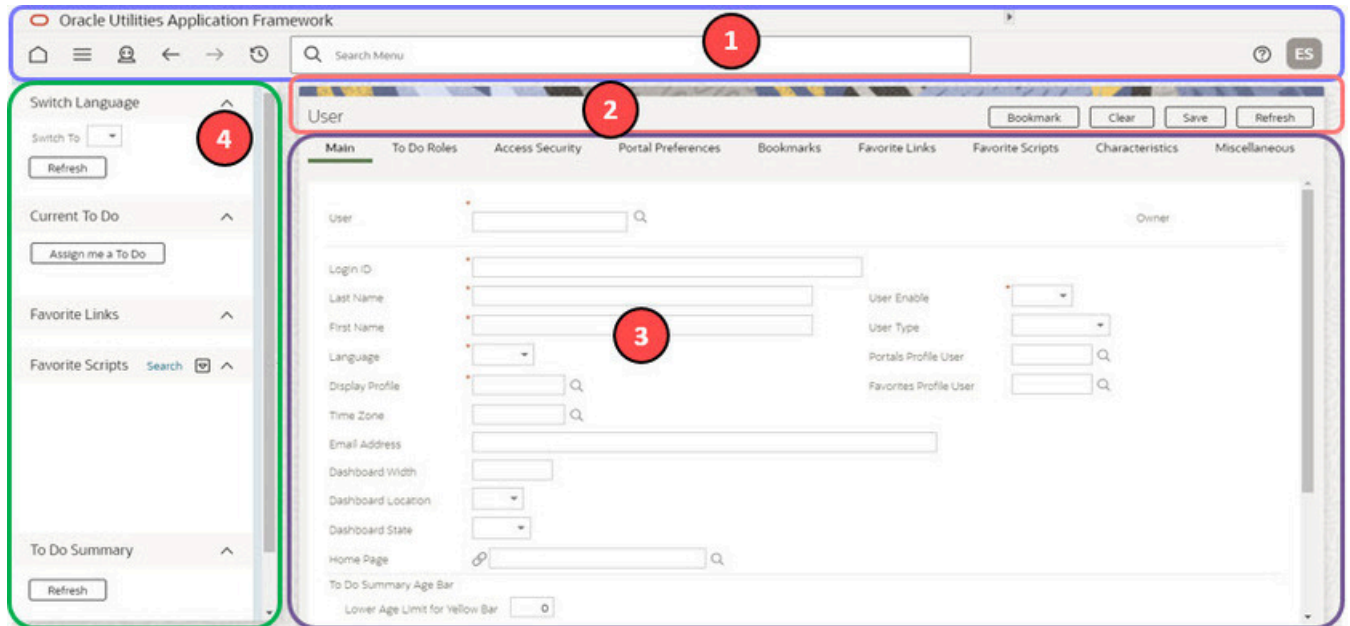 Oracle Utilities Application Framework
Search Menu
1
ES
Switch Language
4
Switch To
Refresh
Current To Do
Assign me a To Do
Favorite Links
Favorite Scripts Search
To Do Summary
Refresh
2
User
Bookmark Clear Save Refresh
Main To Do Roles Access Security Portal Preferences Bookmarks Favorite Links Favorite Scripts Characteristics Miscellaneous
User * Owner
Login ID *
Last Name * User Enable *
First Name * 3 User Type
Language * Portals Profile User
Display Profile * Favorites Profile User
Time Zone
Email Address
Dashboard Width
Dashboard Location
Dashboard State
Home Page
To Do Summary Age Bar
Lower Age Limit for Yellow Bar 0